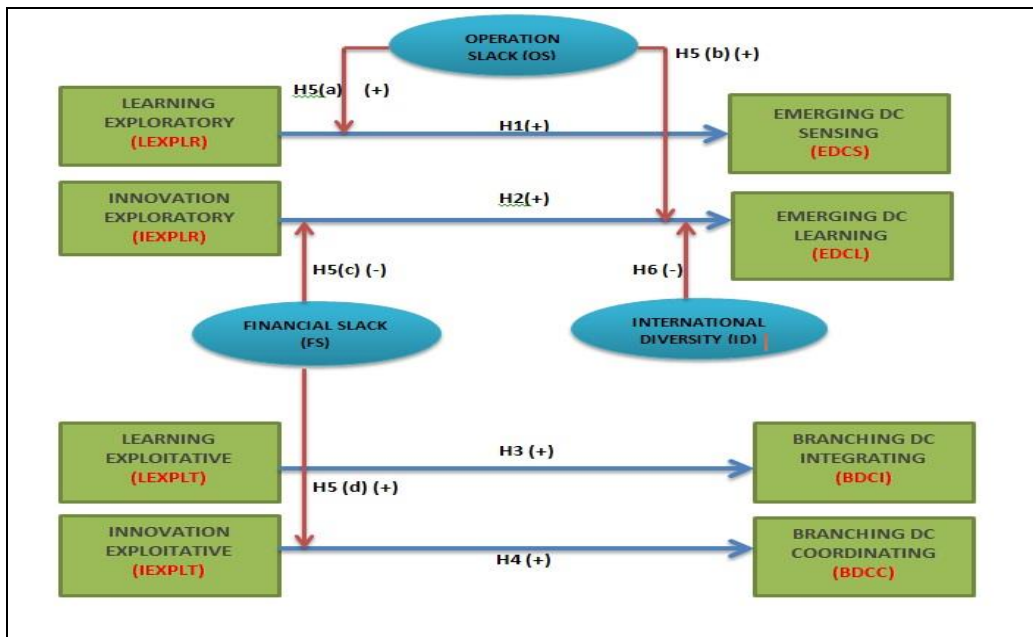 OPERATION
SLACK (OS)
H5 (b) (+)
H5(a) (+)
LEARNING
EXPLORATORY
(LEXPLR)
H1(+)
EMERGING DC
SENSING
(EDCS)
INNOVATION
EXPLORATORY
(IEXPLR)
H2(+)
EMERGING DC
LEARNING
(EDCL)
H5(c) (-)
H6 (-)
FINANCIAL SLACK
(FS)
INTERNATIONAL
DIVERSITY (ID)
LEARNING
EXPLOITATIVE
(LEXPLT)
H3 (+)
BRANCHING DC
INTEGRATING
(BDCI)
H5 (d) (+)
INNOVATION
EXPLOITATIVE
(IEXPLT)
H4 (+)
BRANCHING DC
COORDINATING
(BDCC)